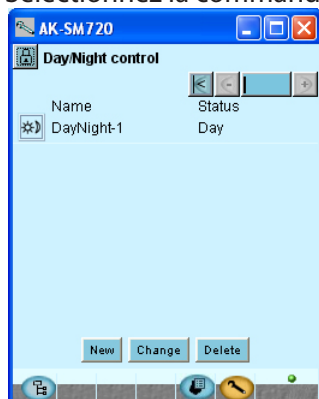 AK-SM720
Day/Night control
Name Status
DayNight-1 Day
New Change Delete